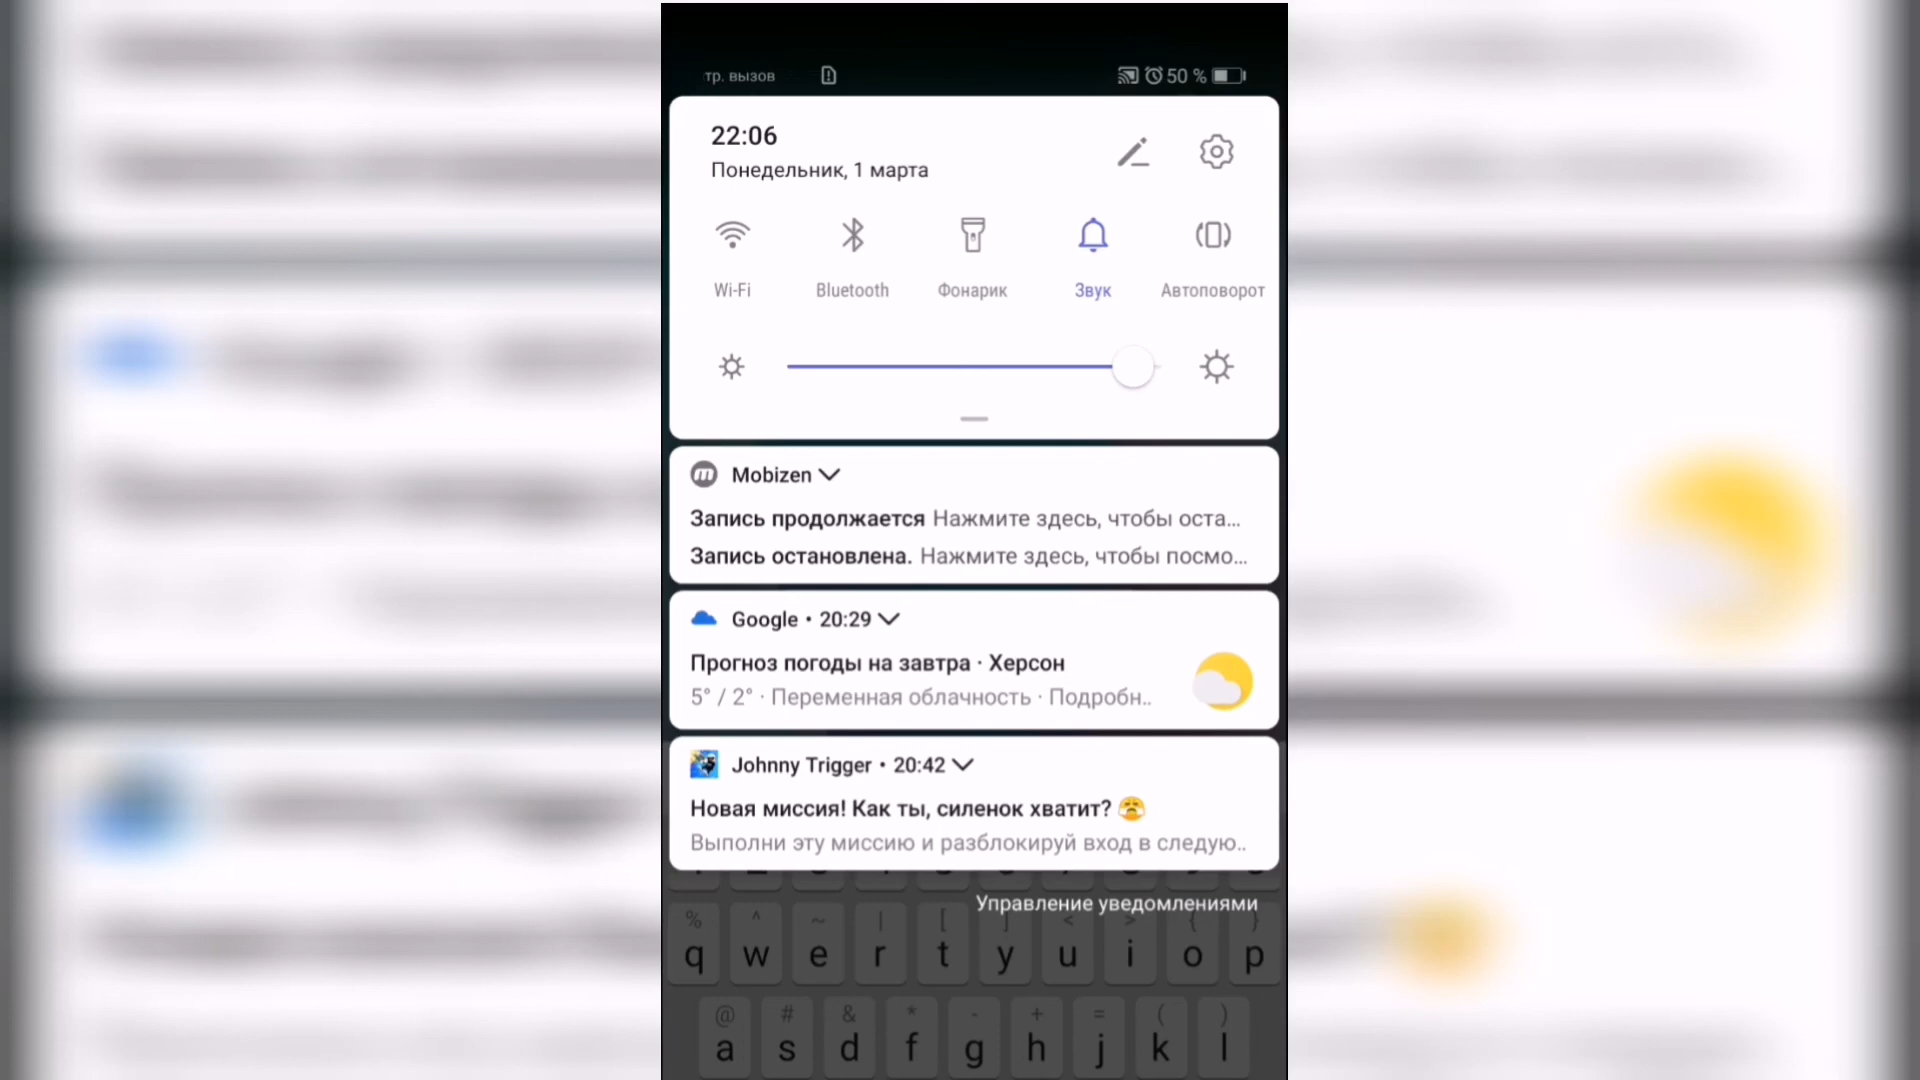 тр. вызов 50 %
22:06
Понедельник, 1 марта
Wi-Fi Bluetooth Фонарик Звук Автоповорот
Mobizen
Запись продолжается Нажмите здесь, чтобы оста...
Запись остановлена. Нажмите здесь, чтобы посмо...
Google • 20:29
Прогноз погоды на завтра · Херсон
5° / 2° · Переменная облачность · Подробн..
Johnny Trigger • 20:42
Новая миссия! Как ты, силенок хватит? 😤
Выполни эту миссию и разблокируй вход в следую..
Управление уведомлениями
% ^ ~ | [ ] < > { }
q w e r t y u i o p
@ # & * - + = ( )
a s d f g h j k l